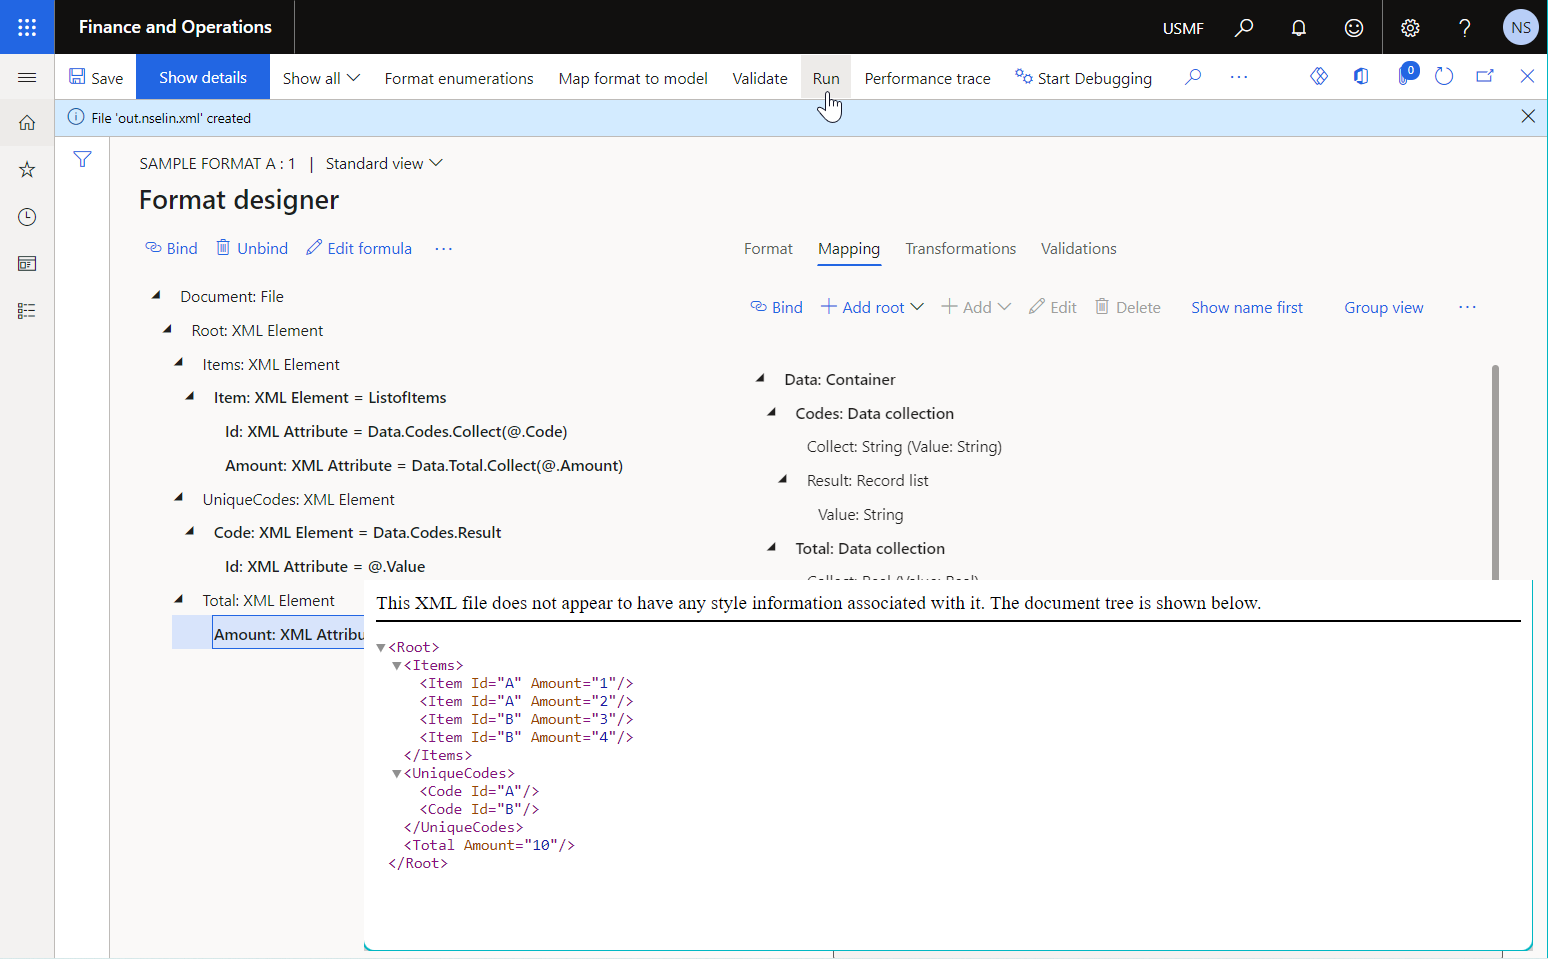 Finance and Operations
USMF
NS
Save
Show details
Show all
Format enumerations
Map format to model
Validate
Run
Performance trace
Start Debugging
0
File 'out.nselin.xml' created
SAMPLE FORMAT A : 1 | Standard view
Format designer
Bind
Unbind
Edit formula
Format
Mapping
Transformations
Validations
Bind
Add root
Add
Edit
Delete
Show name first
Group view
Document: File
Root: XML Element
Items: XML Element
Item: XML Element = ListofItems
Id: XML Attribute = Data.Codes.Collect(@.Code)
Amount: XML Attribute = Data.Total.Collect(@.Amount)
UniqueCodes: XML Element
Code: XML Element = Data.Codes.Result
Id: XML Attribute = @.Value
Total: XML Element
Amount: XML Attribu
Data: Container
Codes: Data collection
Collect: String (Value: String)
Result: Record list
Value: String
Total: Data collection
Collect: Real (Value: Real)
This XML file does not appear to have any style information associated with it. The document tree is shown below.
<Root>
<Items>
<Item Id="A" Amount="1"/>
<Item Id="A" Amount="2"/>
<Item Id="B" Amount="3"/>
<Item Id="B" Amount="4"/>
</Items>
<UniqueCodes>
<Code Id="A"/>
<Code Id="B"/>
</UniqueCodes>
<Total Amount="10"/>
</Root>